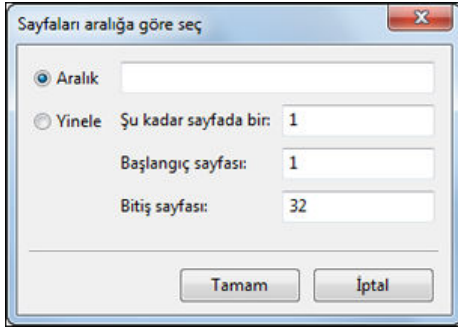 Sayfaları aralığa göre seç
Aralık
Yinele Şu kadar sayfada bir: 1
Başlangıç sayfası: 1
Bitiş sayfası: 32
Tamam İptal